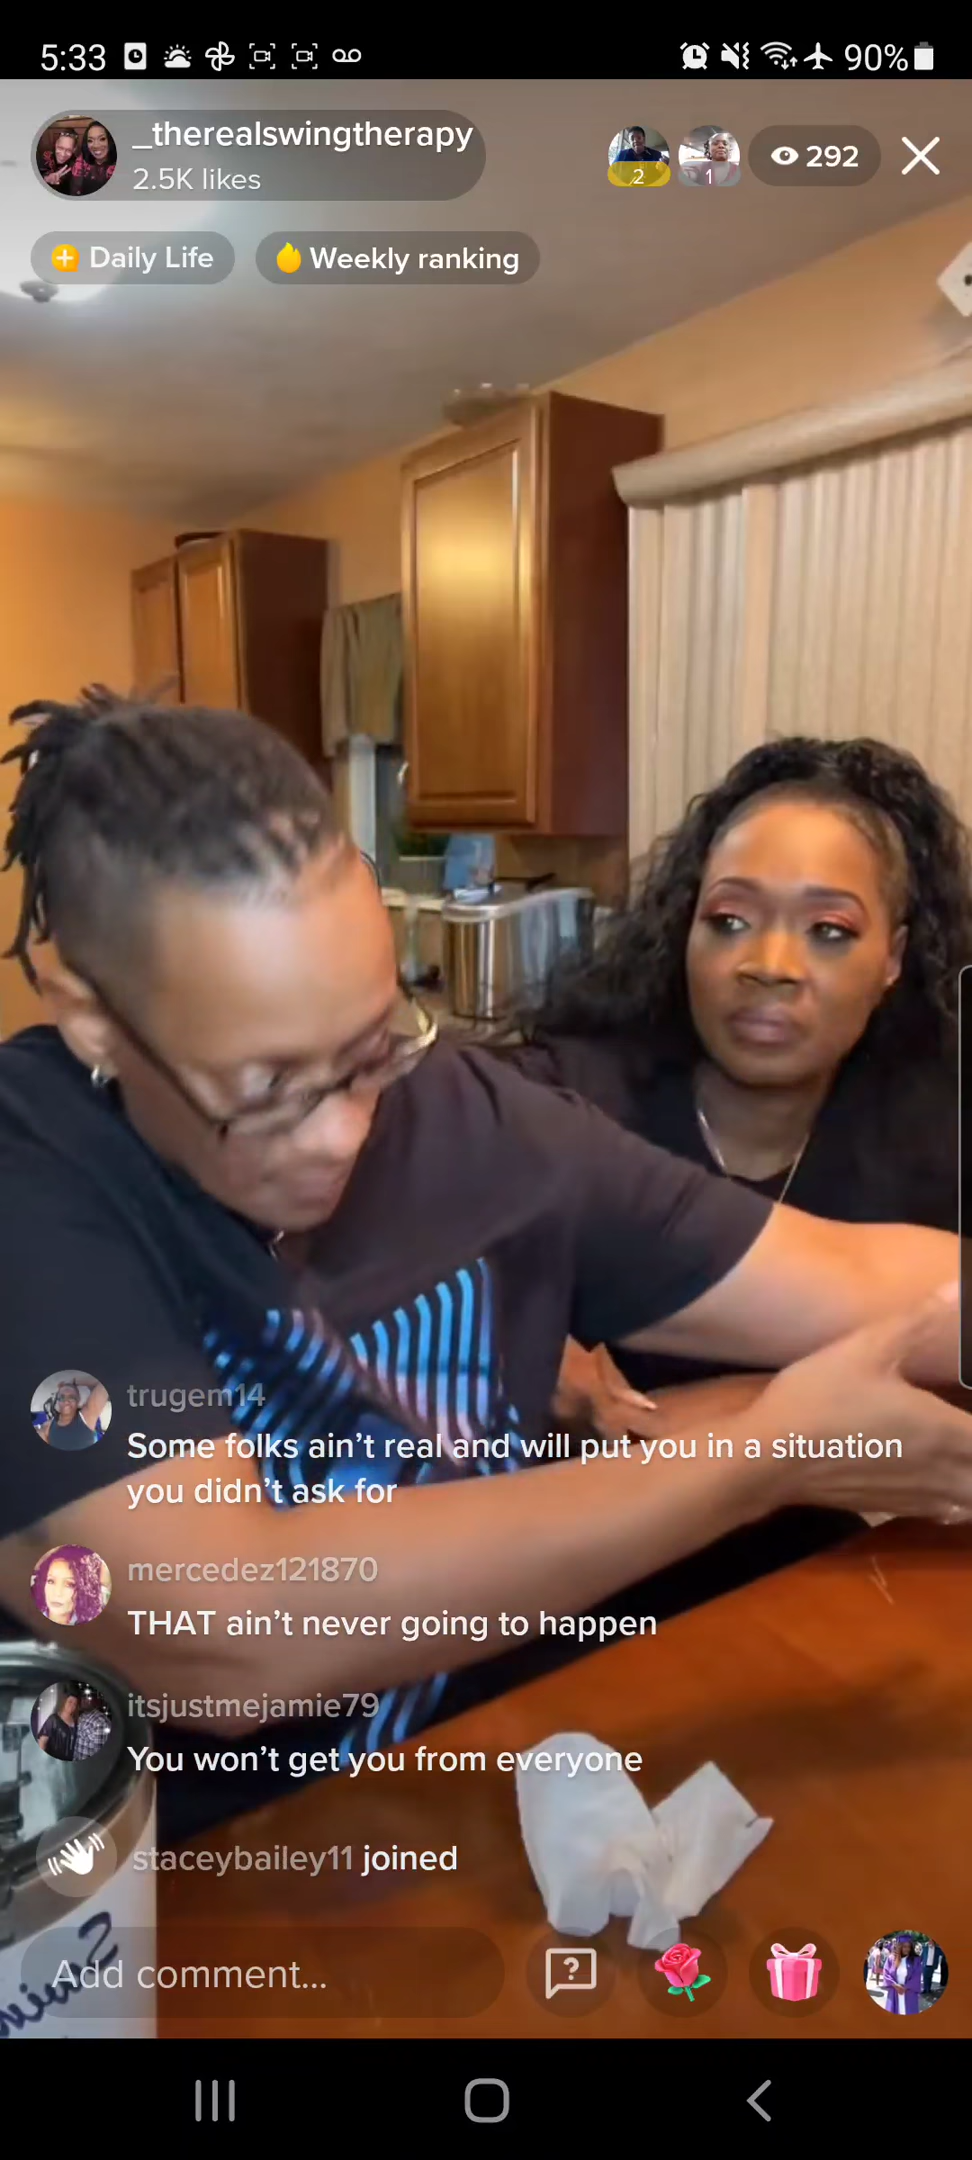 5:33
90%
_therealswingtherapy
2.5K likes
2
1
292
Daily Life
Weekly ranking
trugem14
Some folks ain't real and will put you in a situation
you didn't ask for
mercedez121870
THAT ain't never going to happen
itsjustmejamie79
You won't get you from everyone
staceybailey11 joined
Add comment...